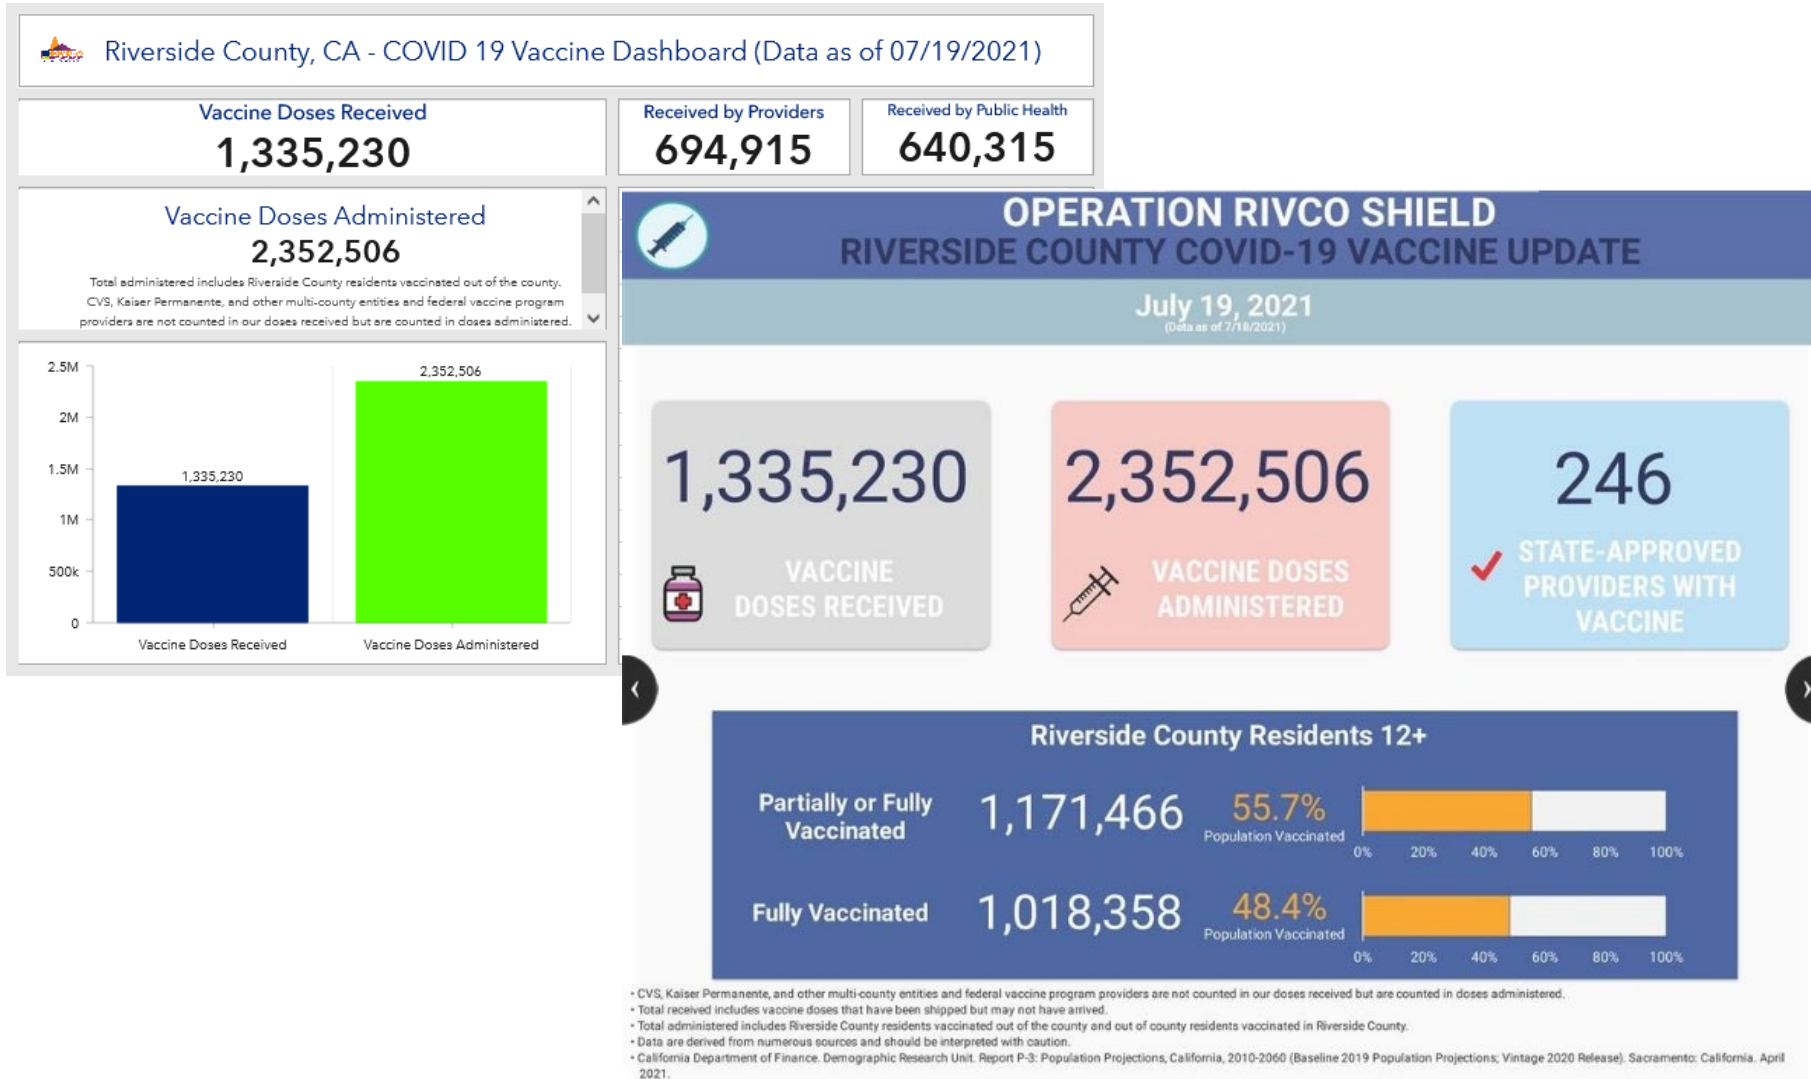 Riverside County, CA - COVID 19 Vaccine Dashboard (Data as of 07/19/2021)
Vaccine Doses Received
1,335,230
Received by Providers
694,915
Received by Public Health
640,315
Vaccine Doses Administered
2,352,506
Total administered includes Riverside County residents vaccinated out of the county.
CVS, Kaiser Permanente, and other multi-county entities and federal vaccine program
providers are not counted in our doses received but are counted in doses administered.
2.5M
2M
1.5M
1M
500k
0
1,335,230
2,352,506
Vaccine Doses Received
Vaccine Doses Administered
OPERATION RIVCO SHIELD
RIVERSIDE COUNTY COVID-19 VACCINE UPDATE
July 19, 2021
(Data as of 7/18/2021)
1,335,230
VACCINE
DOSES RECEIVED
2,352,506
VACCINE DOSES
ADMINISTERED
246
STATE-APPROVED
PROVIDERS WITH
VACCINE
Riverside County Residents 12+
Partially or Fully
Vaccinated
1,171,466
55.7%
Population Vaccinated
0% 20% 40% 60% 80% 100%
Fully Vaccinated
1,018,358
48.4%
Population Vaccinated
0% 20% 40% 60% 80% 100%
• CVS, Kaiser Permanente, and other multi-county entities and federal vaccine program providers are not counted in our doses received but are counted in doses administered.
• Total received includes vaccine doses that have been shipped but may not have arrived.
• Total administered includes Riverside County residents vaccinated out of the county and out of county residents vaccinated in Riverside County.
• Data are derived from numerous sources and should be interpreted with caution.
• California Department of Finance. Demographic Research Unit. Report P-3: Population Projections, California, 2010-2060 (Baseline 2019 Population Projections; Vintage 2020 Release). Sacramento: California. April
2021.